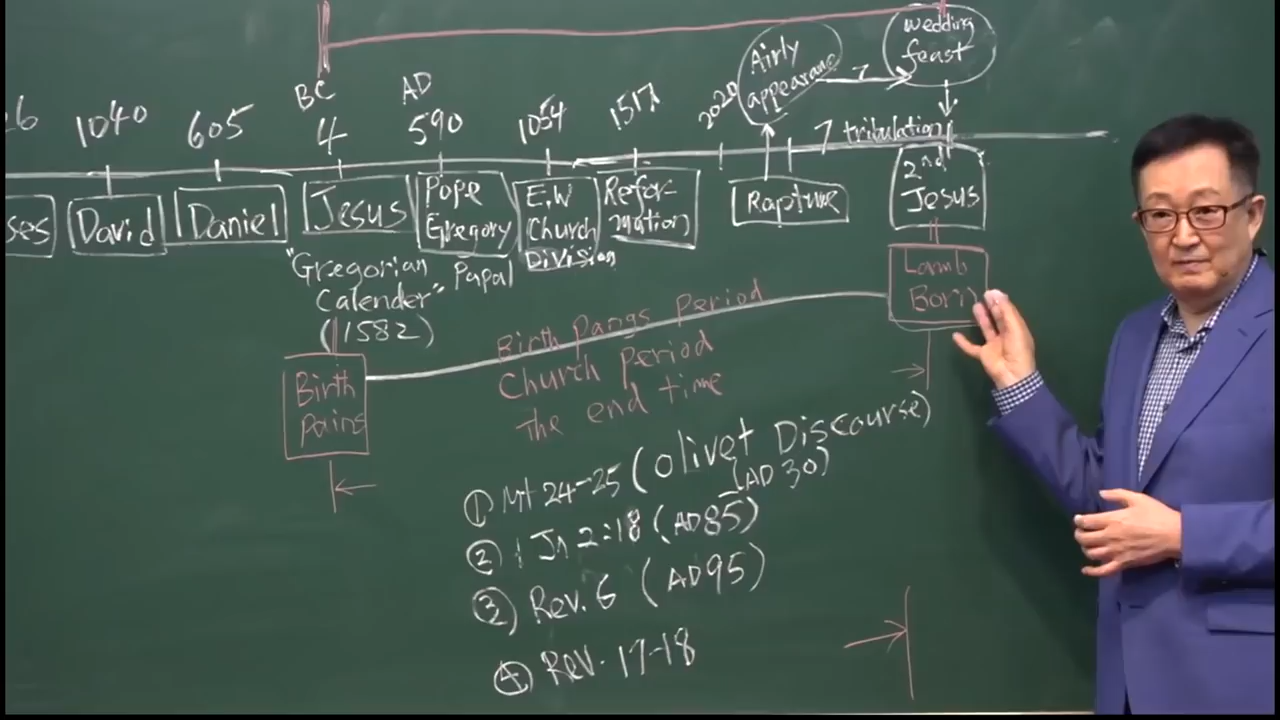 wedding
feast
Airly
appearance
7
BC
AD
26
1040
605
4
590
1054
1517
2020
7 tribulation
ses
David
Daniel
Jesus
Pope
Gregory
E.W
Church
Division
Refor-
mation
Rapture
2nd
Jesus
"Gregorian
Calender"
(1582)
Papal
Lamb
Born
Birth
Pains
Birth Pangs Period
Church Period
The end time
① Mt 24-25 (Olivet Discourse)
(AD 30)
② 1 Jn 2:18 (AD85)
③ Rev. 6 (AD95)
④ Rev. 17-18